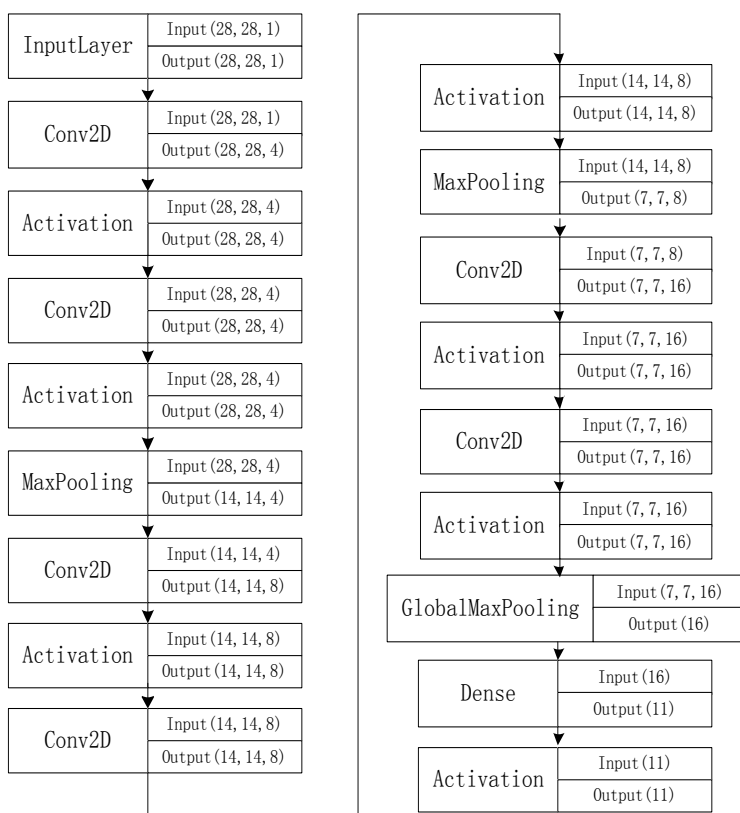 InputLayer
Input(28,28,1)
Output(28,28,1)
Conv2D
Input(28,28,1)
Output(28,28,4)
Activation
Input(28,28,4)
Output(28,28,4)
Conv2D
Input(28,28,4)
Output(28,28,4)
Activation
Input(28,28,4)
Output(28,28,4)
MaxPooling
Input(28,28,4)
Output(14,14,4)
Conv2D
Input(14,14,4)
Output(14,14,8)
Activation
Input(14,14,8)
Output(14,14,8)
Conv2D
Input(14,14,8)
Output(14,14,8)
Activation
Input(14,14,8)
Output(14,14,8)
MaxPooling
Input(14,14,8)
Output(7,7,8)
Conv2D
Input(7,7,8)
Output(7,7,16)
Activation
Input(7,7,16)
Output(7,7,16)
Conv2D
Input(7,7,16)
Output(7,7,16)
Activation
Input(7,7,16)
Output(7,7,16)
GlobalMaxPooling
Input(7,7,16)
Output(16)
Dense
Input(16)
Output(11)
Activation
Input(11)
Output(11)